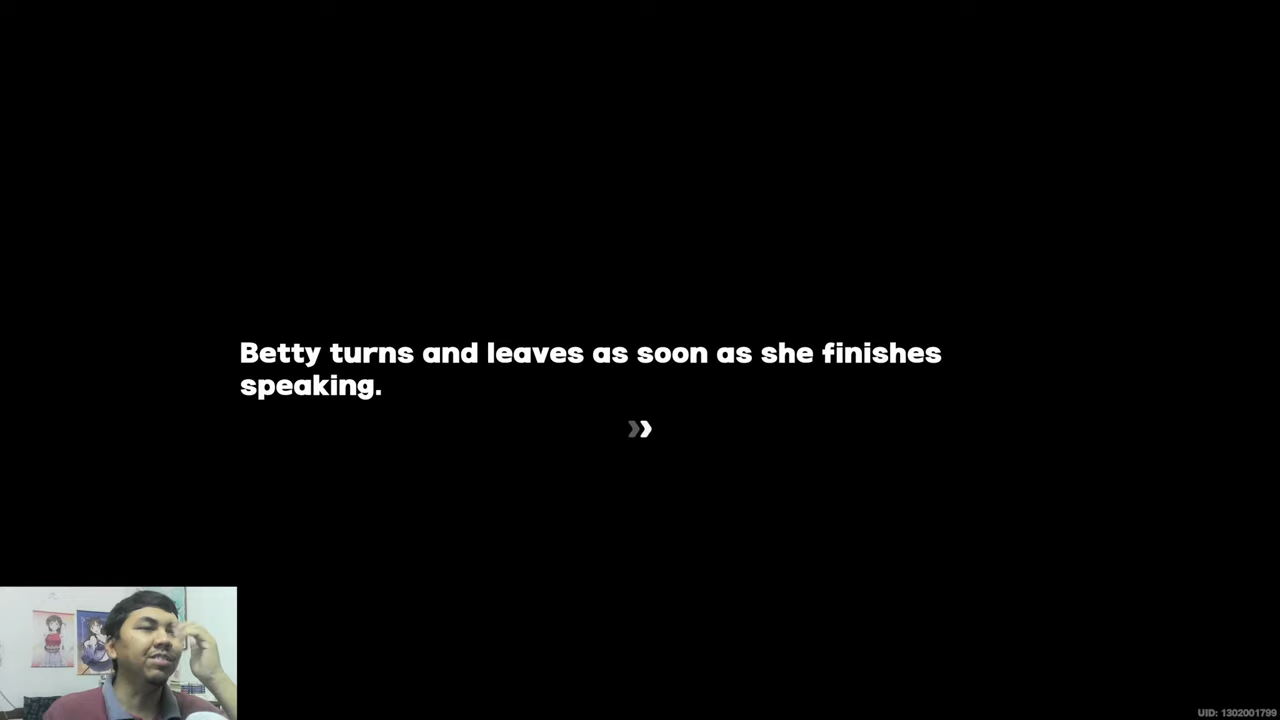 Betty turns and leaves as soon as she finishes
speaking.
UID: 1302001799